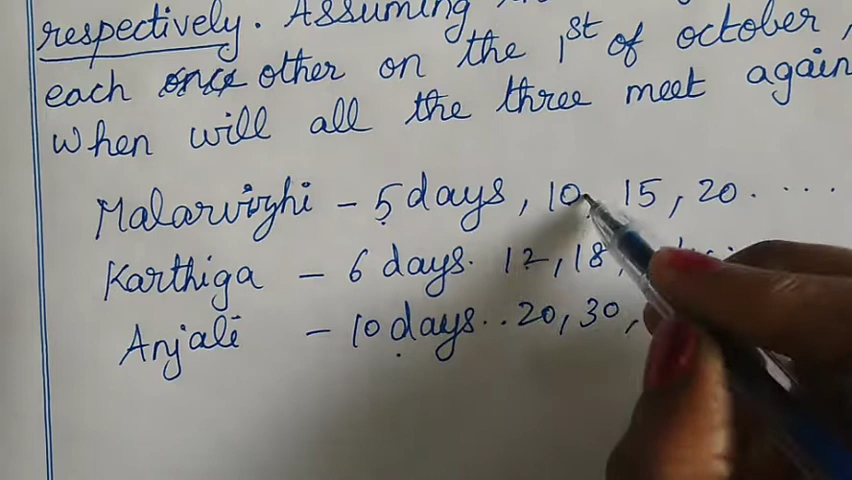 respectively. Assuming
each other on the 1st of october,
when will all the three meet again
Malarvizhi - 5 days, 10, 15, 20 . . . .
Karthiga - 6 days. 12, 18,
Anjali - 10 days.. 20, 30,